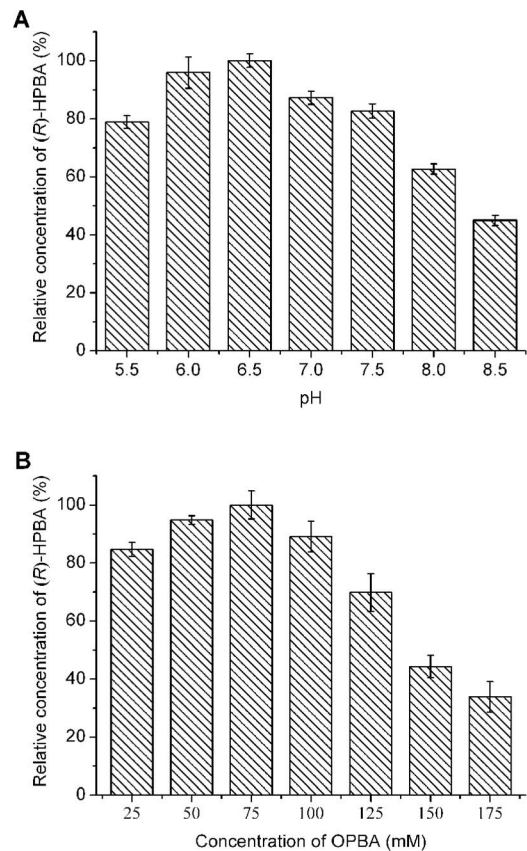 A
Relative concentration of (R)-HPBA (%)
100
80
60
40
20
0
5.5 6.0 6.5 7.0 7.5 8.0 8.5
pH
B
Relative concentration of (R)-HPBA (%)
100
80
60
40
20
0
25 50 75 100 125 150 175
Concentration of OPBA (mM)